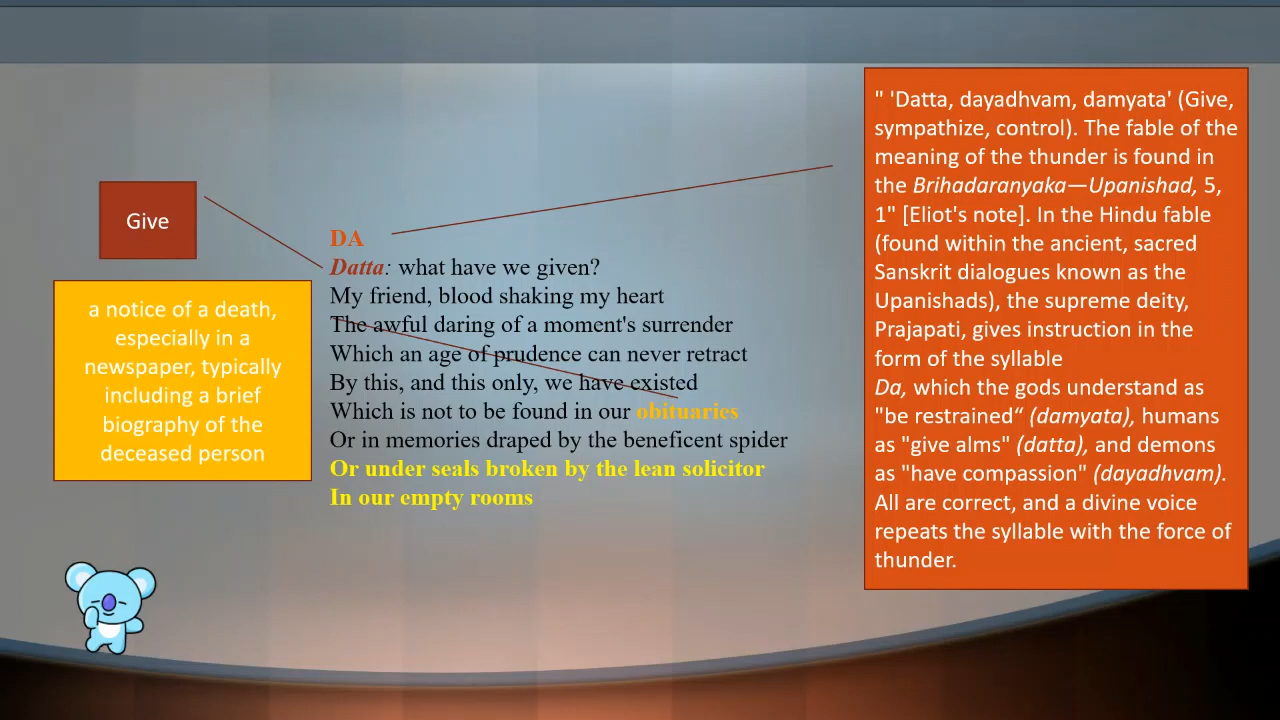 Give
a notice of a death,
especially in a
newspaper, typically
including a brief
biography of the
deceased person
DA
Datta: what have we given?
My friend, blood shaking my heart
The awful daring of a moment's surrender
Which an age of prudence can never retract
By this, and this only, we have existed
Which is not to be found in our obituaries
Or in memories draped by the beneficent spider
Or under seals broken by the lean solicitor
In our empty rooms
" 'Datta, dayadhvam, damyata' (Give,
sympathize, control). The fable of the
meaning of the thunder is found in
the Brihadaranyaka—Upanishad, 5,
1" [Eliot's note]. In the Hindu fable
(found within the ancient, sacred
Sanskrit dialogues known as the
Upanishads), the supreme deity,
Prajapati, gives instruction in the
form of the syllable
Da, which the gods understand as
"be restrained“ (damyata), humans
as "give alms" (datta), and demons
as "have compassion" (dayadhvam).
All are correct, and a divine voice
repeats the syllable with the force of
thunder.